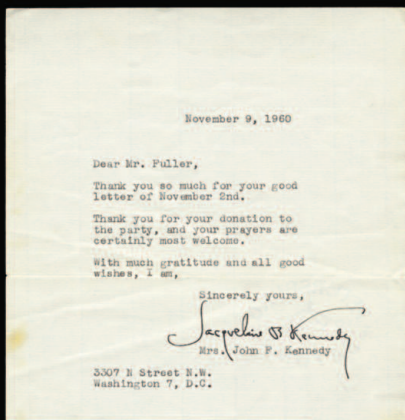 November 9, 1960
Dear Mr. Fuller,
Thank you so much for your good
letter of November 2nd.
Thank you for your donation to
the party, and your prayers are
certainly most welcome.
With much gratitude and all good
wishes, I am,
Sincerely yours,
Jacqueline B Kennedy
Mrs. John F. Kennedy
3307 N Street N.W.
Washington 7, D.C.